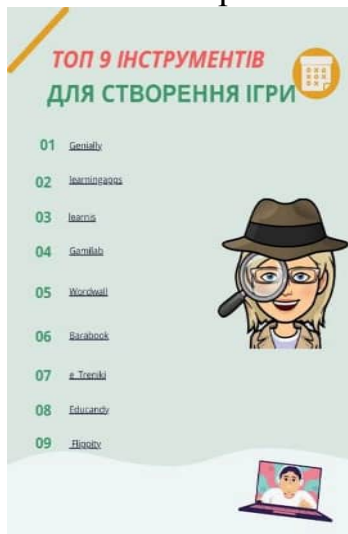 ТОП 9 ІНСТРУМЕНТІВ
ДЛЯ СТВОРЕННЯ ІГРИ
01 Genially
02 learningapps
03 learnis
04 Gamilab
05 Wordwall
06 Barabook
07 e_Treniki
08 Educandy
09 Flippity